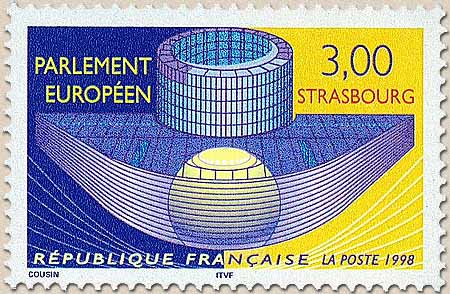 PARLEMENT
EUROPÉEN
3,00
STRASBOURG
RÉPUBLIQUE FRANÇAISE LA POSTE 1998
COUSIN ITVF